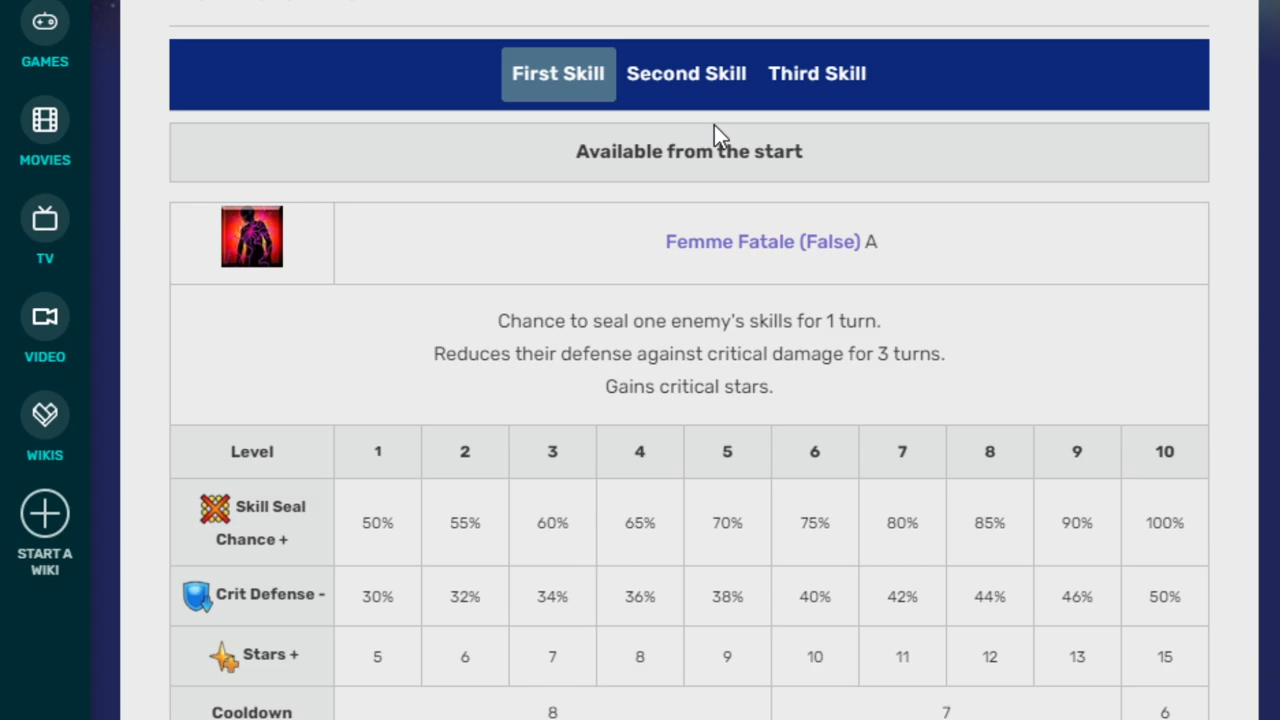 GAMES
MOVIES
TV
VIDEO
WIKIS
START A
WIKI
First Skill Second Skill Third Skill
Available from the start
Femme Fatale (False) A
Chance to seal one enemy's skills for 1 turn.
Reduces their defense against critical damage for 3 turns.
Gains critical stars.
Level 1 2 3 4 5 6 7 8 9 10
Skill Seal
Chance + 50% 55% 60% 65% 70% 75% 80% 85% 90% 100%
Crit Defense - 30% 32% 34% 36% 38% 40% 42% 44% 46% 50%
Stars + 5 6 7 8 9 10 11 12 13 15
Cooldown 8 7 6